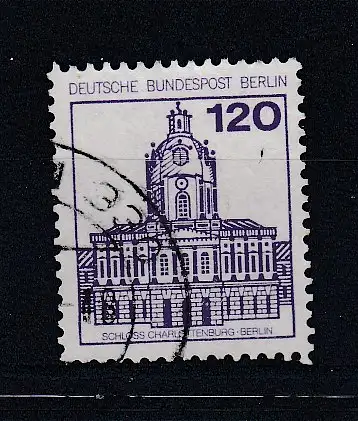 DEUTSCHE BUNDESPOST BERLIN
120
SCHLOSS CHARLOTTENBURG · BERLIN